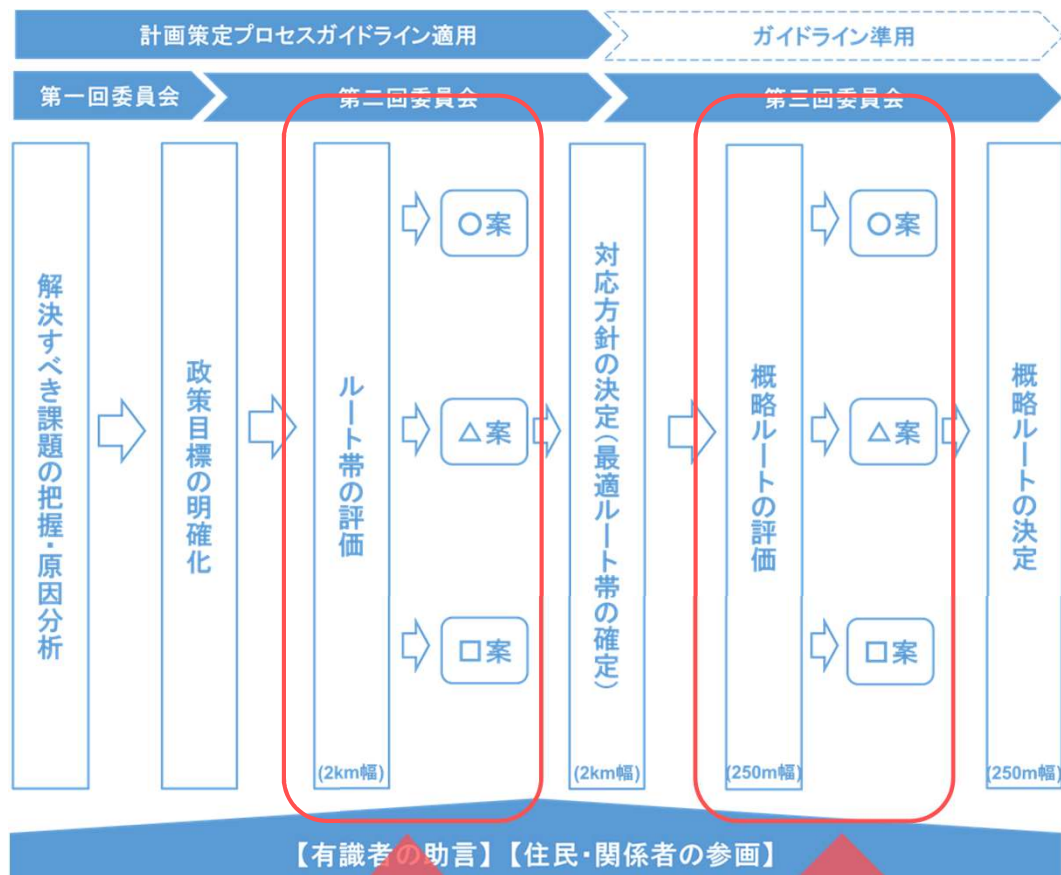 計画策定プロセスガイドライン適用
ガイドライン準用
第一回委員会
第二回委員会
第三回委員会
解決すべき課題の把握・原因分析
政策目標の明確化
ルート帯の評価
(2km幅)
〇案
△案
□案
対応方針の決定(最適ルート帯の確定)
(2km幅)
概略ルートの評価
(250m幅)
〇案
△案
□案
概略ルートの決定
(250m幅)
【有識者の助言】【住民・関係者の参画】